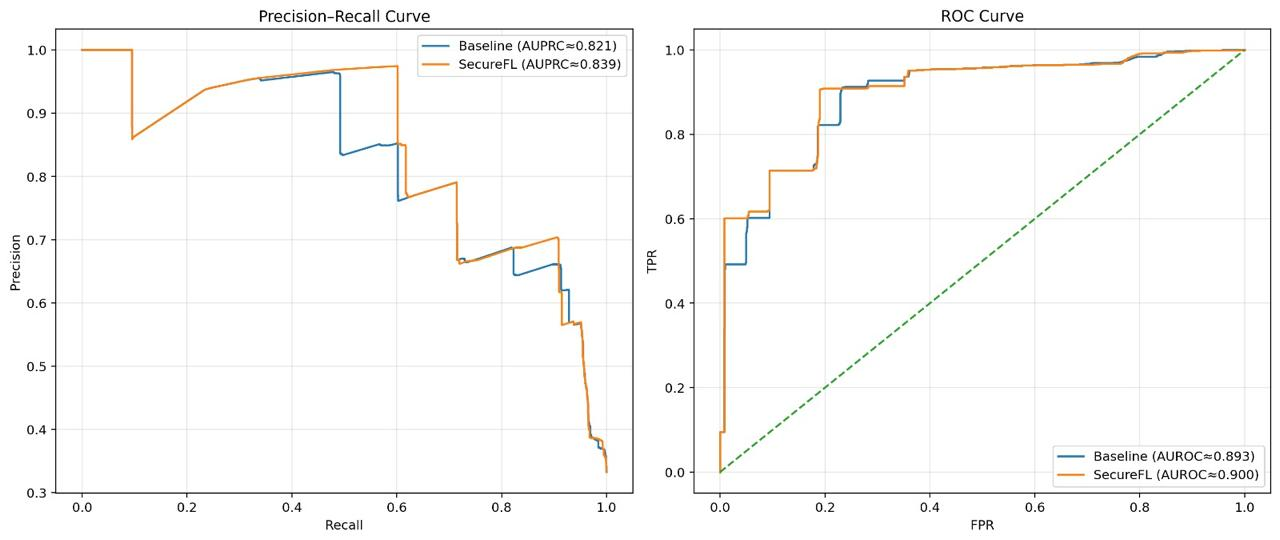 Precision–Recall Curve
Baseline (AUPRC≈0.821)
SecureFL (AUPRC≈0.839)
Precision
1.0
0.9
0.8
0.7
0.6
0.5
0.4
0.3
0.0 0.2 0.4 0.6 0.8 1.0
Recall
ROC Curve
TPR
1.0
0.8
0.6
0.4
0.2
0.0
Baseline (AUROC≈0.893)
SecureFL (AUROC≈0.900)
0.0 0.2 0.4 0.6 0.8 1.0
FPR